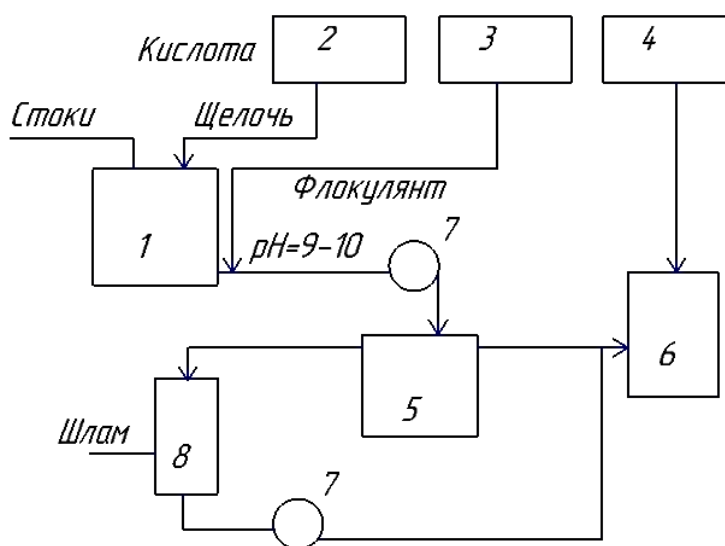 Кислота
2
3
4
Стоки
Щелочь
Флокулянт
1
pH=9-10
7
5
6
Шлам
8
7